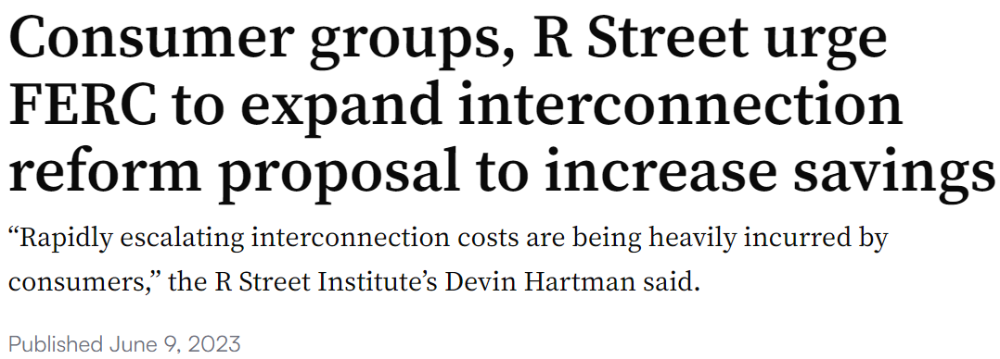 Consumer groups, R Street urge
FERC to expand interconnection
reform proposal to increase savings
“Rapidly escalating interconnection costs are being heavily incurred by
consumers,” the R Street Institute’s Devin Hartman said.
Published June 9, 2023